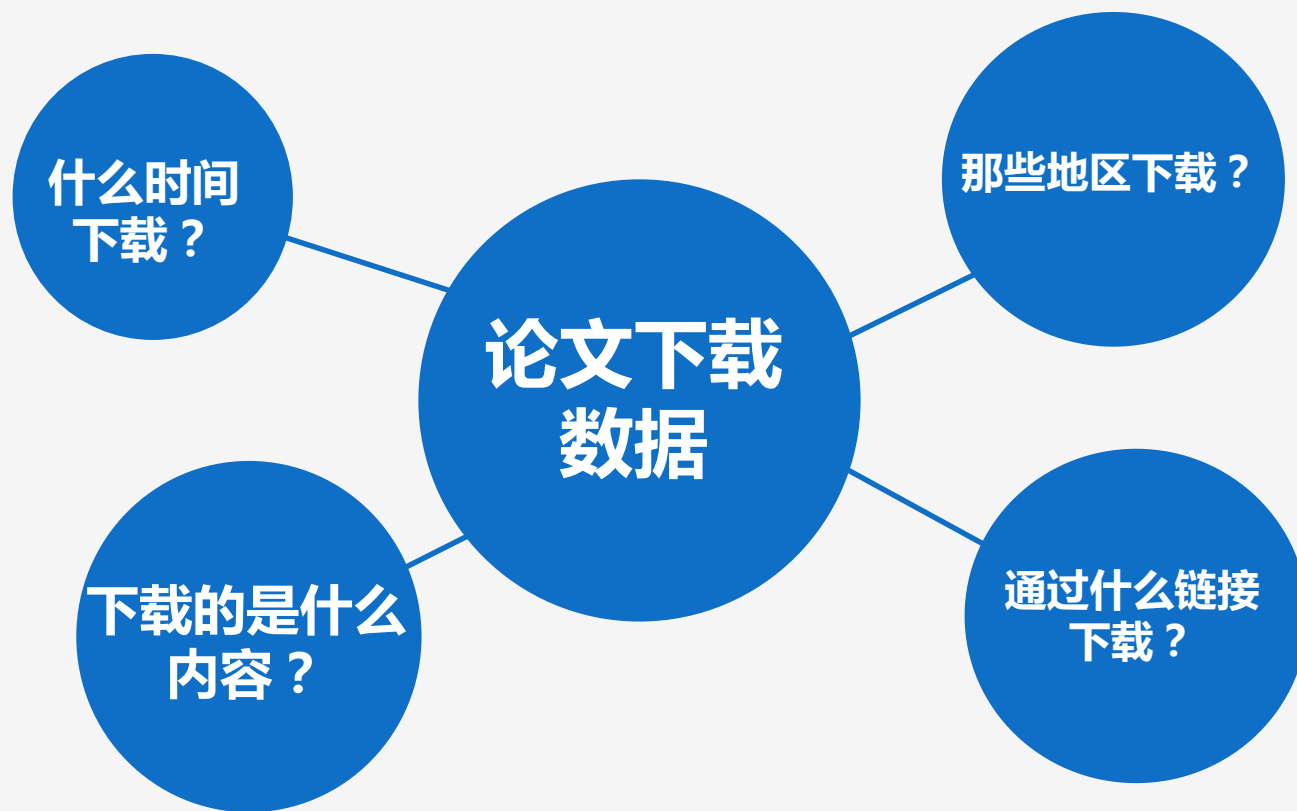 什么时间
下载？
那些地区下载？
论文下载
数据
下载的是什么
内容？
通过什么链接
下载？